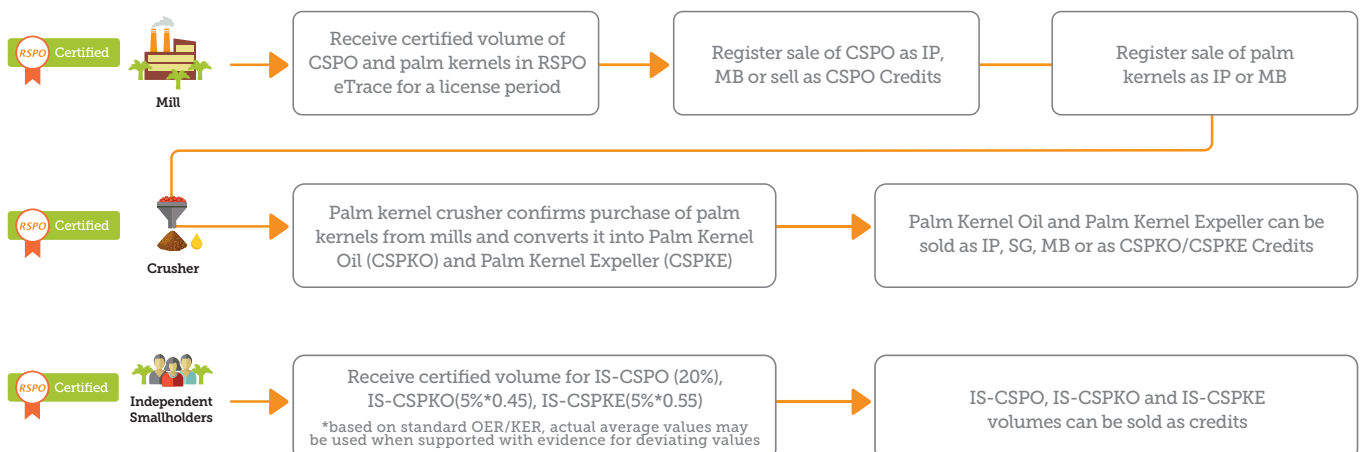 RSPO Certified
Mill
Receive certified volume of
CSPO and palm kernels in RSPO
eTrace for a license period
Register sale of CSPO as IP,
MB or sell as CSPO Credits
Register sale of palm
kernels as IP or MB
RSPO Certified
Crusher
Palm kernel crusher confirms purchase of palm
kernels from mills and converts it into Palm Kernel
Oil (CSPKO) and Palm Kernel Expeller (CSPKE)
Palm Kernel Oil and Palm Kernel Expeller can be
sold as IP, SG, MB or as CSPKO/CSPKE Credits
RSPO Certified
Independent
Smallholders
Receive certified volume for IS-CSPO (20%),
IS-CSPKO(5%*0.45), IS-CSPKE(5%*0.55)
*based on standard OER/KER, actual average values may
be used when supported with evidence for deviating values
IS-CSPO, IS-CSPKO and IS-CSPKE
volumes can be sold as credits